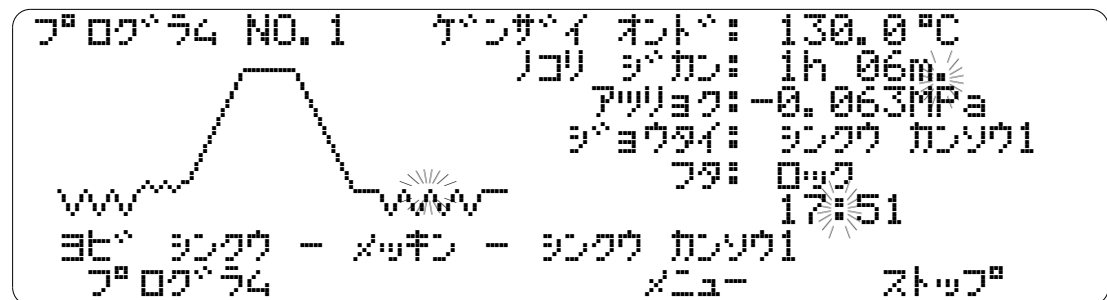 プログラム NO. 1 ゲンザイ オンド: 130.0℃
ノコリ ジカン: 1h 06m.
アツリョク:-0.063MPa
ジョウタイ: シンクウ カンソウ1
フタ: ロック
17:51
ヨビ シンクウ - メッキン - シンクウ カンソウ1
プログラム メニュー ストップ